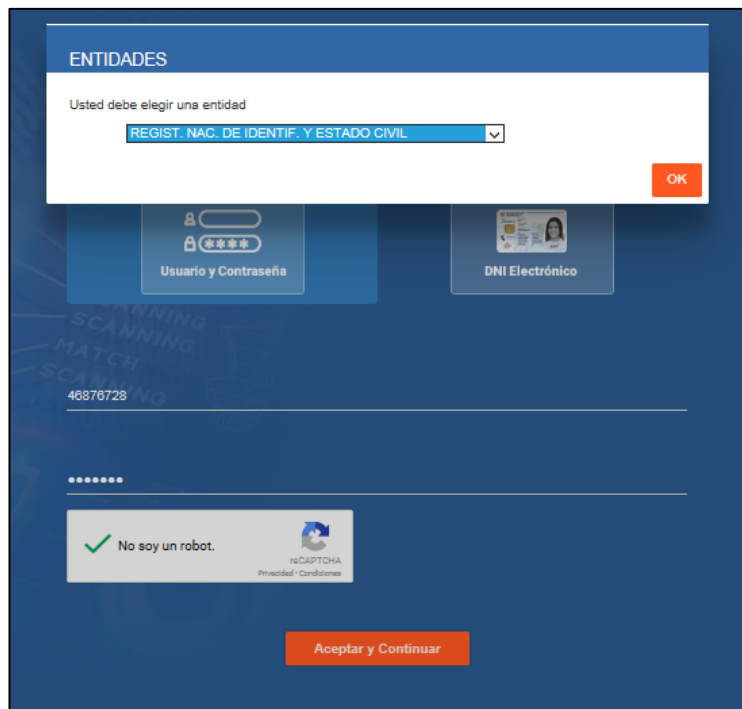 ENTIDADES
Usted debe elegir una entidad
REGIST. NAC. DE IDENTIF. Y ESTADO CIVIL
OK
****
Usuario y Contraseña
DNI Electrónico
SCANNING
SCANNING
MATCH
SCANNING
46876728
•••••••
No soy un robot.
reCAPTCHA
Privacidad - Condiciones
Aceptar y Continuar